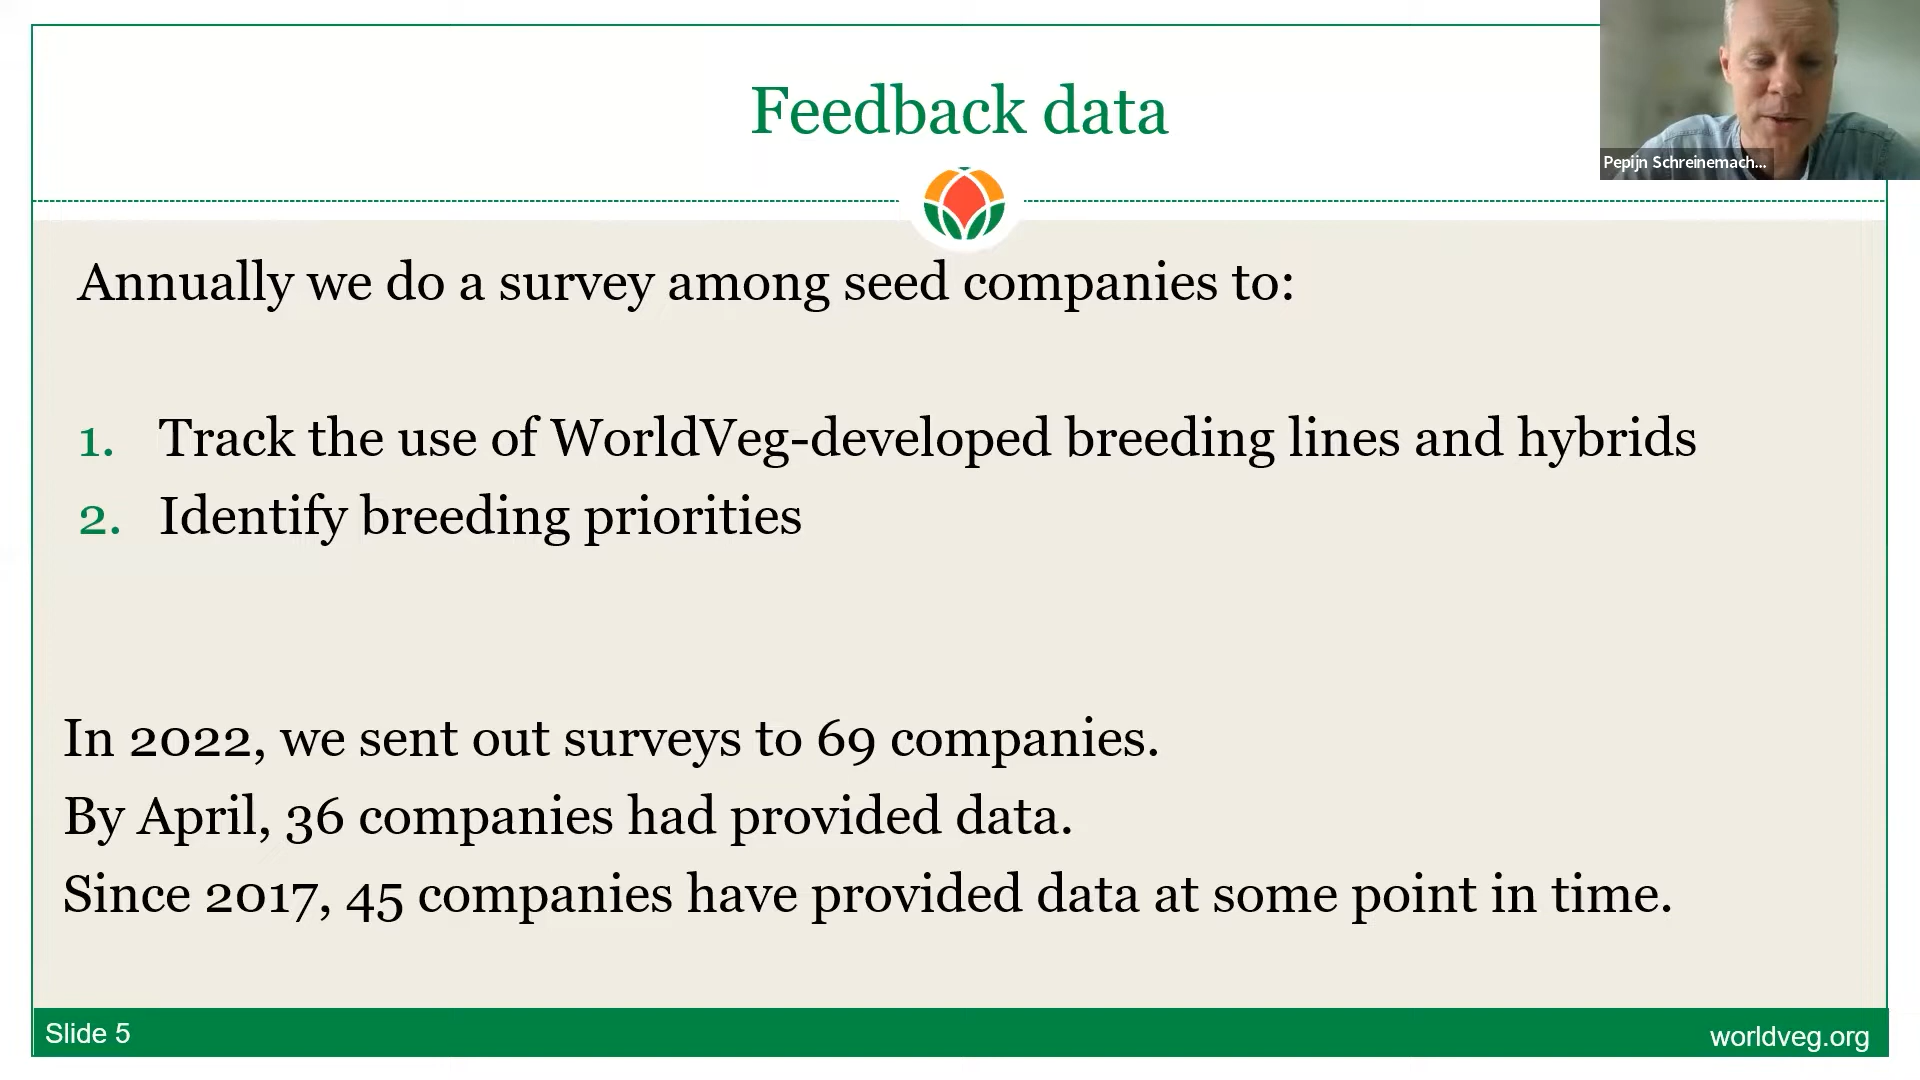 Feedback data
Pepijn Schreinemach...
Annually we do a survey among seed companies to:
1. Track the use of WorldVeg-developed breeding lines and hybrids
2. Identify breeding priorities
In 2022, we sent out surveys to 69 companies.
By April, 36 companies had provided data.
Since 2017, 45 companies have provided data at some point in time.
Slide 5
worldveg.org